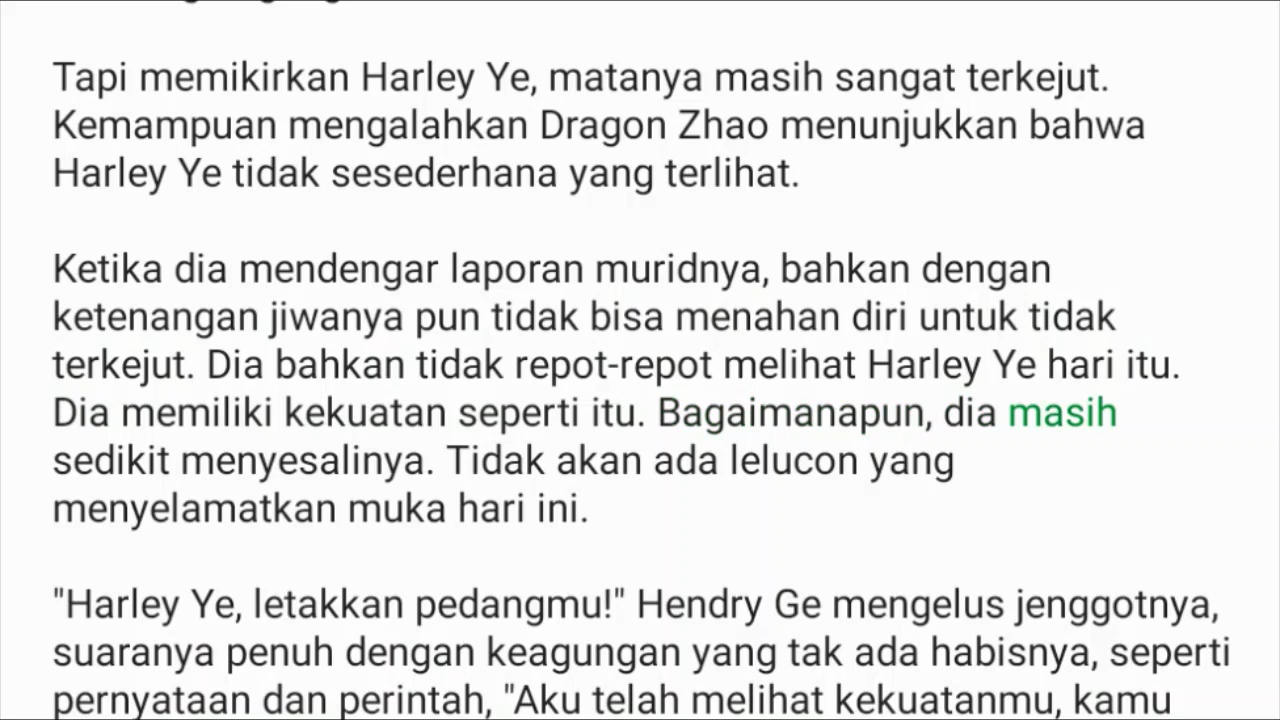 Tapi memikirkan Harley Ye, matanya masih sangat terkejut.
Kemampuan mengalahkan Dragon Zhao menunjukkan bahwa
Harley Ye tidak sesederhana yang terlihat.
Ketika dia mendengar laporan muridnya, bahkan dengan
ketenangan jiwanya pun tidak bisa menahan diri untuk tidak
terkejut. Dia bahkan tidak repot-repot melihat Harley Ye hari itu.
Dia memiliki kekuatan seperti itu. Bagaimanapun, dia masih
sedikit menyesalinya. Tidak akan ada lelucon yang
menyelamatkan muka hari ini.
"Harley Ye, letakkan pedangmu!" Hendry Ge mengelus jenggotnya,
suaranya penuh dengan keagungan yang tak ada habisnya, seperti
pernyataan dan perintah, "Aku telah melihat kekuatanmu, kamu